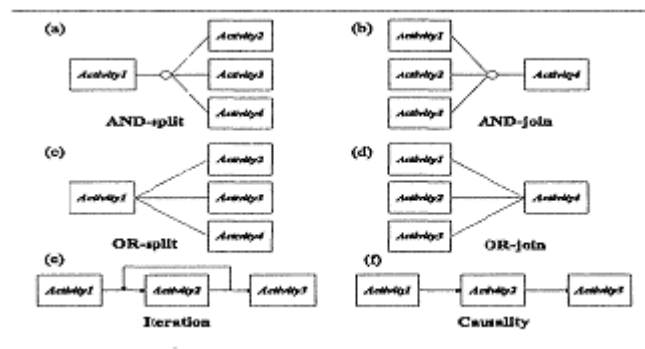 (a)
Activity1
Activity2
Activity3
Activity4
AND-split
(b)
Activity1
Activity2
Activity3
Activity4
AND-join
(c)
Activity1
Activity2
Activity3
Activity4
OR-split
(d)
Activity1
Activity2
Activity3
Activity4
OR-join
(e)
Activity1
Activity2
Activity3
Iteration
(f)
Activity1
Activity2
Activity3
Causality